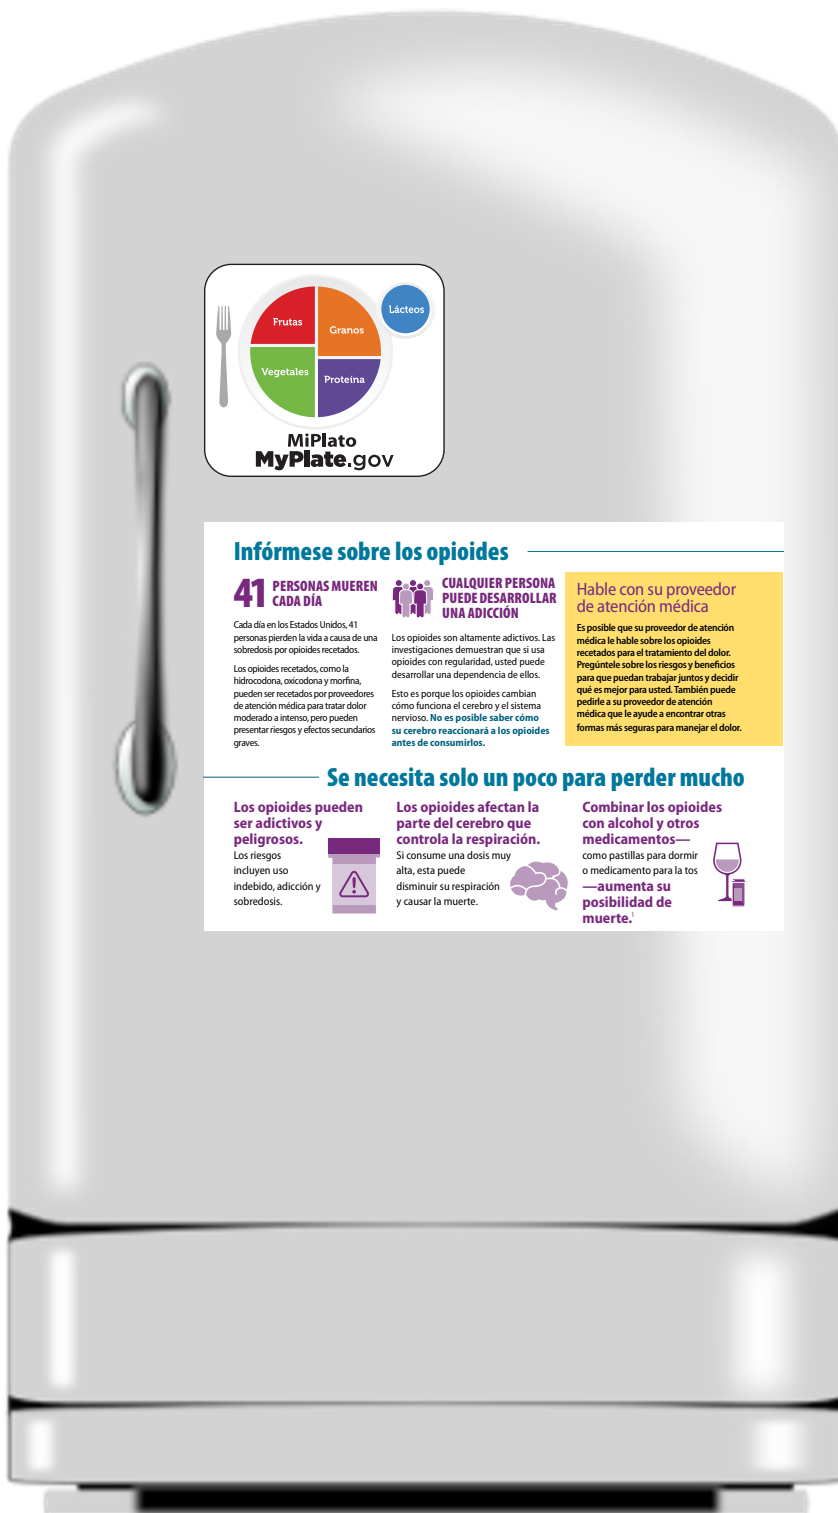 Frutas
Granos
Lácteos
Vegetales
Proteína
MiPlato
MyPlate.gov
Infórmese sobre los opioides
41 PERSONAS MUEREN
CADA DÍA
Cada día en los Estados Unidos, 41
personas pierden la vida a causa de una
sobredosis por opioides recetados.
Los opioides recetados, como la
hidrocodona, oxicodona y morfina,
pueden ser recetados por proveedores
de atención médica para tratar dolor
moderado a intenso, pero pueden
presentar riesgos y efectos secundarios
graves.
CUALQUIER PERSONA
PUEDE DESARROLLAR
UNA ADICCIÓN
Los opioides son altamente adictivos. Las
investigaciones demuestran que si usa
opioides con regularidad, usted puede
desarrollar una dependencia de ellos.
Esto es porque los opioides cambian
cómo funciona el cerebro y el sistema
nervioso. No es posible saber cómo
su cerebro reaccionará a los opioides
antes de consumirlos.
Hable con su proveedor
de atención médica
Es posible que su proveedor de atención
médica le hable sobre los opioides
recetados para el tratamiento del dolor.
Pregúntele sobre los riesgos y beneficios
para que puedan trabajar juntos y decidir
qué es mejor para usted. También puede
pedirle a su proveedor de atención
médica que le ayude a encontrar otras
formas más seguras para manejar el dolor.
Se necesita solo un poco para perder mucho
Los opioides pueden
ser adictivos y
peligrosos.
Los riesgos
incluyen uso
indebido, adicción y
sobredosis.
Los opioides afectan la
parte del cerebro que
controla la respiración.
Si consume una dosis muy
alta, esta puede
disminuir su respiración
y causar la muerte.
Combinar los opioides
con alcohol y otros
medicamentos—
como pastillas para dormir
o medicamento para la tos
—aumenta su
posibilidad de
muerte.1